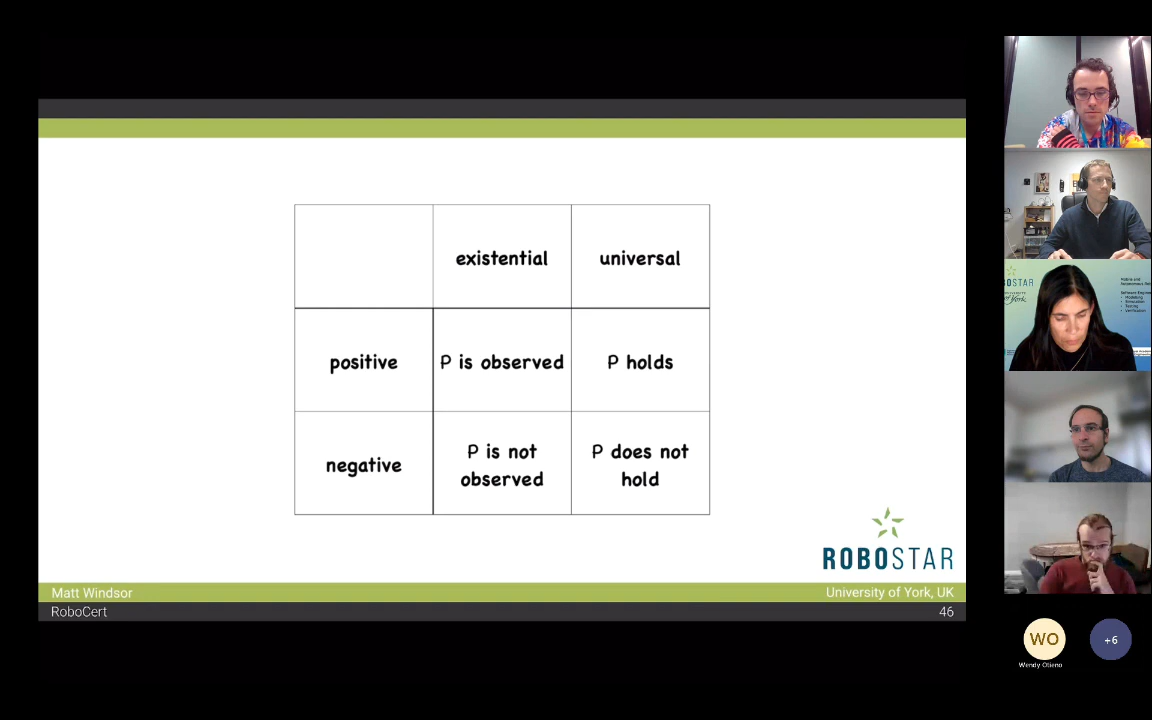 existential
universal
positive
P is observed
P holds
negative
P is not
observed
P does not
hold
ROBOSTAR
Matt Windsor
University of York, UK
RoboCert
46
WO
Wendy Otieno
+6